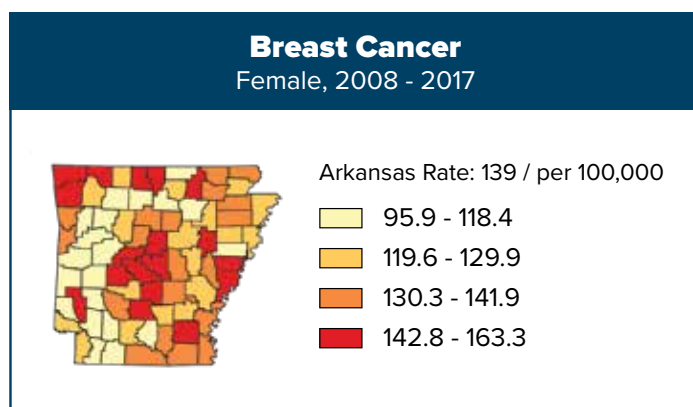 Breast Cancer
Female, 2008 - 2017
Arkansas Rate: 139 / per 100,000
95.9 - 118.4
119.6 - 129.9
130.3 - 141.9
142.8 - 163.3